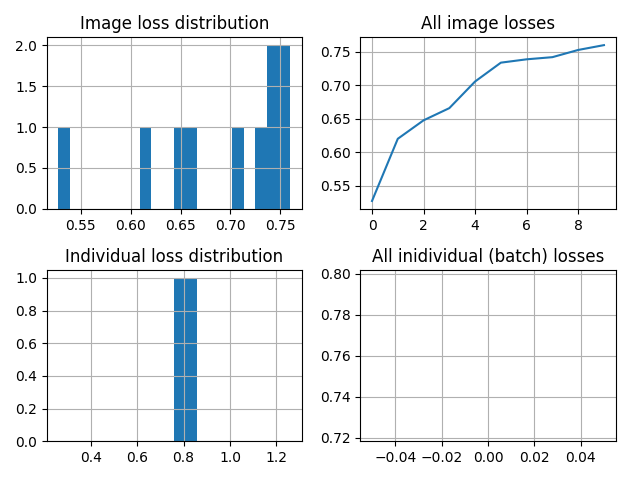 Image loss distribution
2.0
1.5
1.0
0.5
0.0
0.55 0.60 0.65 0.70 0.75
All image losses
0.75
0.70
0.65
0.60
0.55
0 2 4 6 8
Individual loss distribution
1.0
0.8
0.6
0.4
0.2
0.0
0.4 0.6 0.8 1.0 1.2
All inidividual (batch) losses
0.80
0.78
0.76
0.74
0.72
−0.04 −0.02 0.00 0.02 0.04